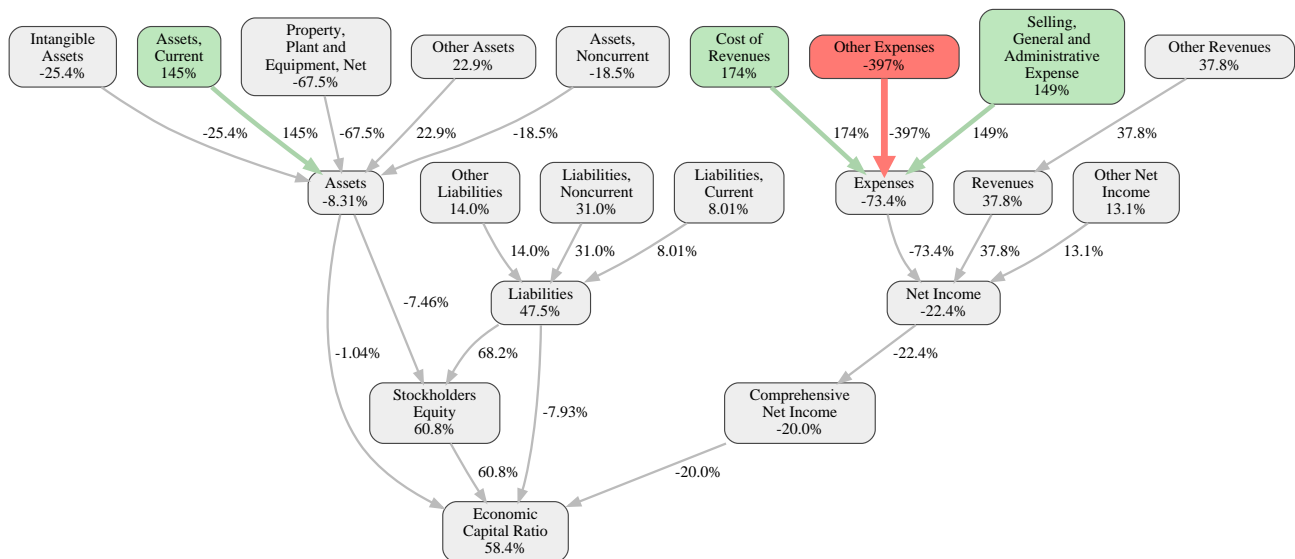 Intangible
Assets
-25.4%
Assets,
Current
145%
Property,
Plant and
Equipment, Net
-67.5%
Other Assets
22.9%
Assets,
Noncurrent
-18.5%
Cost of
Revenues
174%
Other Expenses
-397%
Selling,
General and
Administrative
Expense
149%
Other Revenues
37.8%
-25.4%
145%
-67.5%
22.9%
-18.5%
174%
-397%
149%
37.8%
Assets
-8.31%
Other
Liabilities
14.0%
Liabilities,
Noncurrent
31.0%
Liabilities,
Current
8.01%
Expenses
-73.4%
Revenues
37.8%
Other Net
Income
13.1%
14.0%
31.0%
8.01%
-73.4%
37.8%
13.1%
Liabilities
47.5%
Net Income
-22.4%
-7.46%
-1.04%
68.2%
-7.93%
-22.4%
Stockholders
Equity
60.8%
Comprehensive
Net Income
-20.0%
60.8%
-20.0%
Economic
Capital Ratio
58.4%